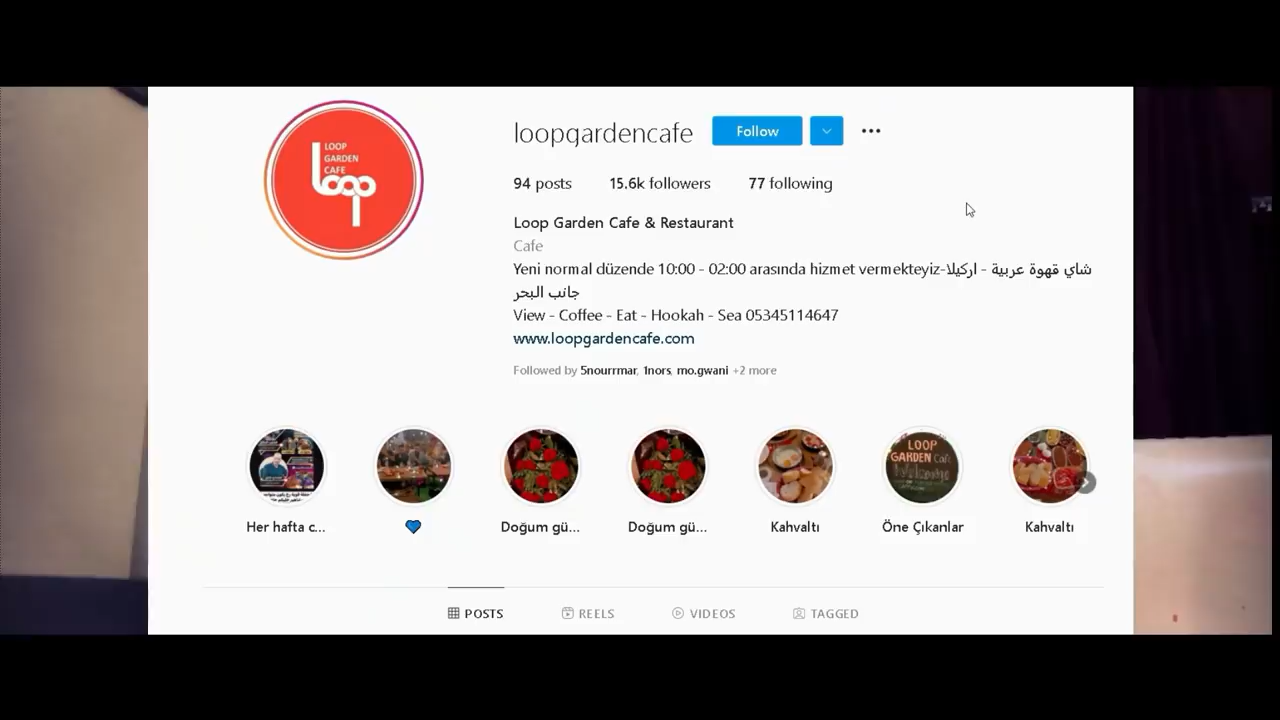 LOOP
GARDEN
CAFE
loop
loopgardencafe
Follow
94 posts 15.6k followers 77 following
Loop Garden Cafe & Restaurant
Cafe
Yeni normal düzende 10:00 - 02:00 arasında hizmet vermekteyiz-شاي قهوة عربية - اركيلا
جانب البحر
View - Coffee - Eat - Hookah - Sea 05345114647
www.loopgardencafe.com
Followed by 5nourrmar, 1nors, mo.gwani +2 more
LOOP
GARDEN Cafe
Welcome
Her hafta c... Doğum gü... Doğum gü... Kahvaltı Öne Çıkanlar Kahvaltı
POSTS REELS VIDEOS TAGGED